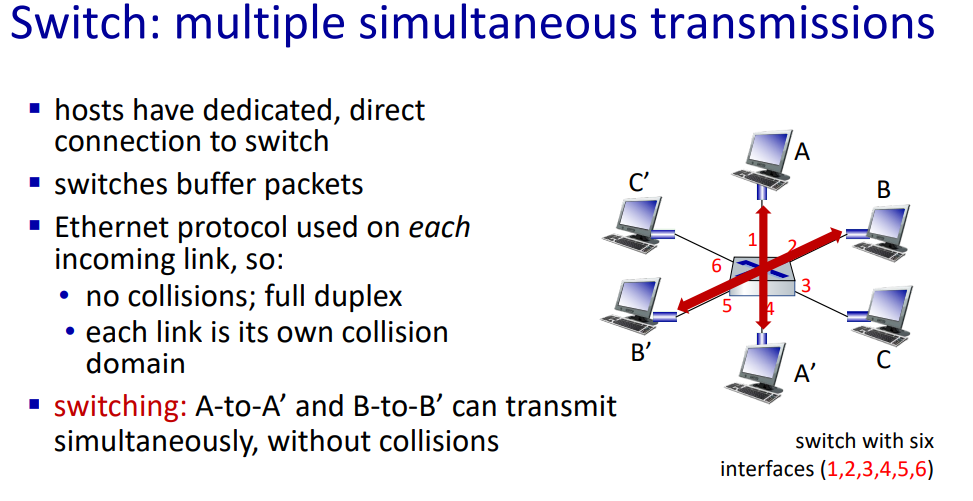 Switch: multiple simultaneous transmissions
hosts have dedicated, direct
connection to switch
switches buffer packets
Ethernet protocol used on each
incoming link, so:
no collisions; full duplex
each link is its own collision
domain
switching: A-to-A’ and B-to-B’ can transmit
simultaneously, without collisions
A
B
C’
1
2
6
3
5
4
B’
A’
C
switch with six
interfaces (1,2,3,4,5,6)